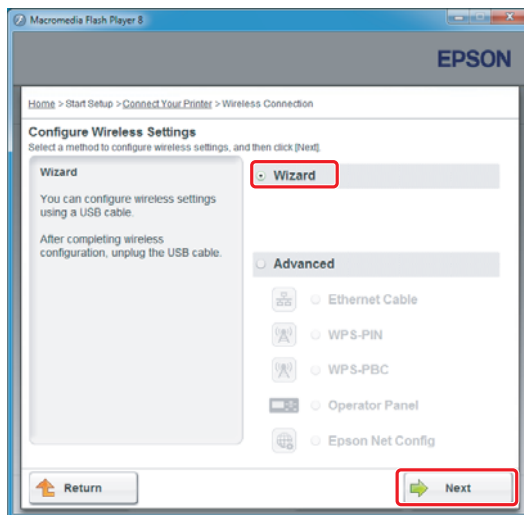 Macromedia Flash Player 8
EPSON
Home > Start Setup > Connect Your Printer > Wireless Connection
Configure Wireless Settings
Select a method to configure wireless settings, and then click [Next].
Wizard
You can configure wireless settings
using a USB cable.
After completing wireless
configuration, unplug the USB cable.
Wizard
Advanced
Ethernet Cable
WPS-PIN
WPS-PBC
Operator Panel
Epson Net Config
Return
Next